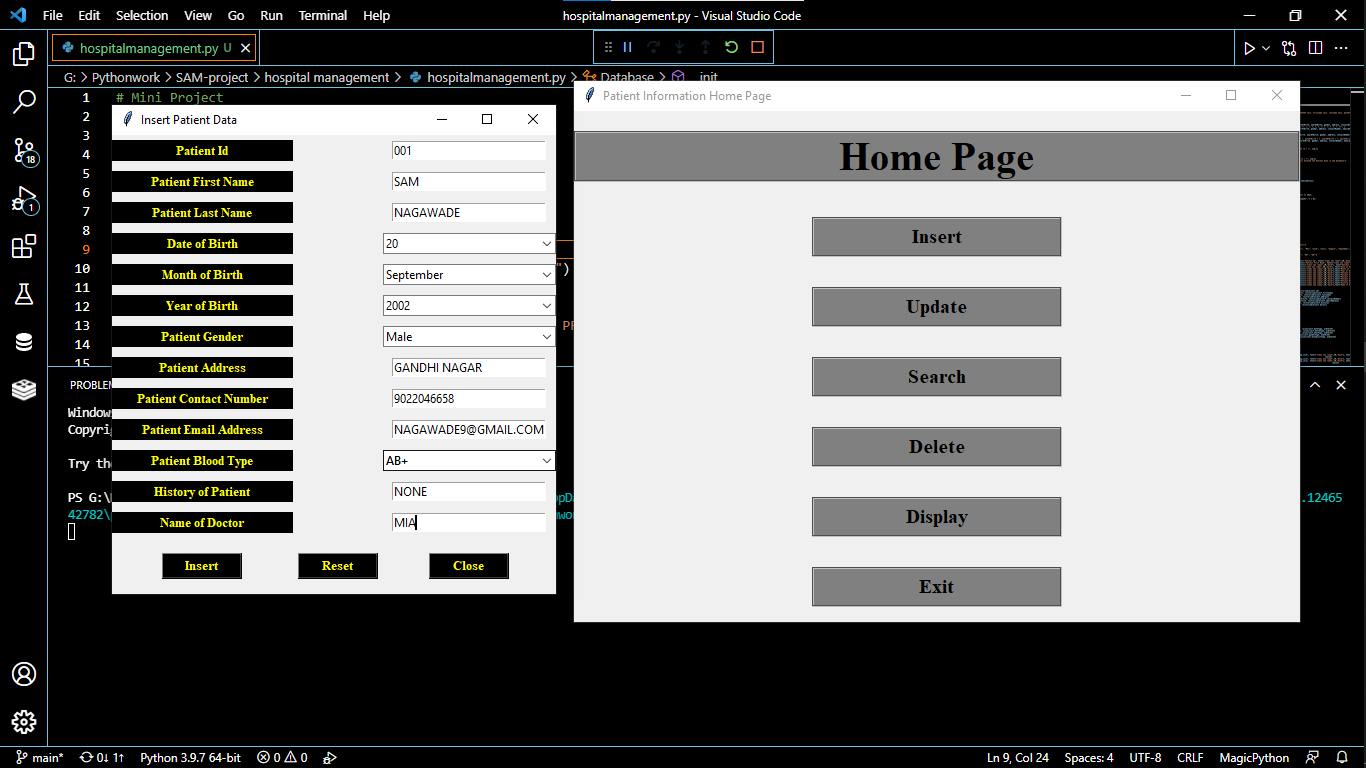 File Edit Selection View Go Run Terminal Help
hospitalmanagement.py - Visual Studio Code
hospitalmanagement.py U
G: > Pythonwork > SAM-project > hospital management > hospitalmanagement.py > Database > init
1 # Mini Project
2
3
4
5
6
7
8
9
10 ")
11
12
13 P
14
15
18
1
Insert Patient Data
Patient Id 001
Patient First Name SAM
Patient Last Name NAGAWADE
Date of Birth 20
Month of Birth September
Year of Birth 2002
Patient Gender Male
Patient Address GANDHI NAGAR
Patient Contact Number 9022046658
Patient Email Address NAGAWADE9@GMAIL.COM
Patient Blood Type AB+
History of Patient NONE
Name of Doctor MIA
Insert Reset Close
Patient Information Home Page
Home Page
Insert
Update
Search
Delete
Display
Exit
PROBLEM
Window
Copyri
Try th
PS G:\ .12465
42782\
main* 0↓ 1↑ Python 3.9.7 64-bit 0 0
Ln 9, Col 24 Spaces: 4 UTF-8 CRLF MagicPython